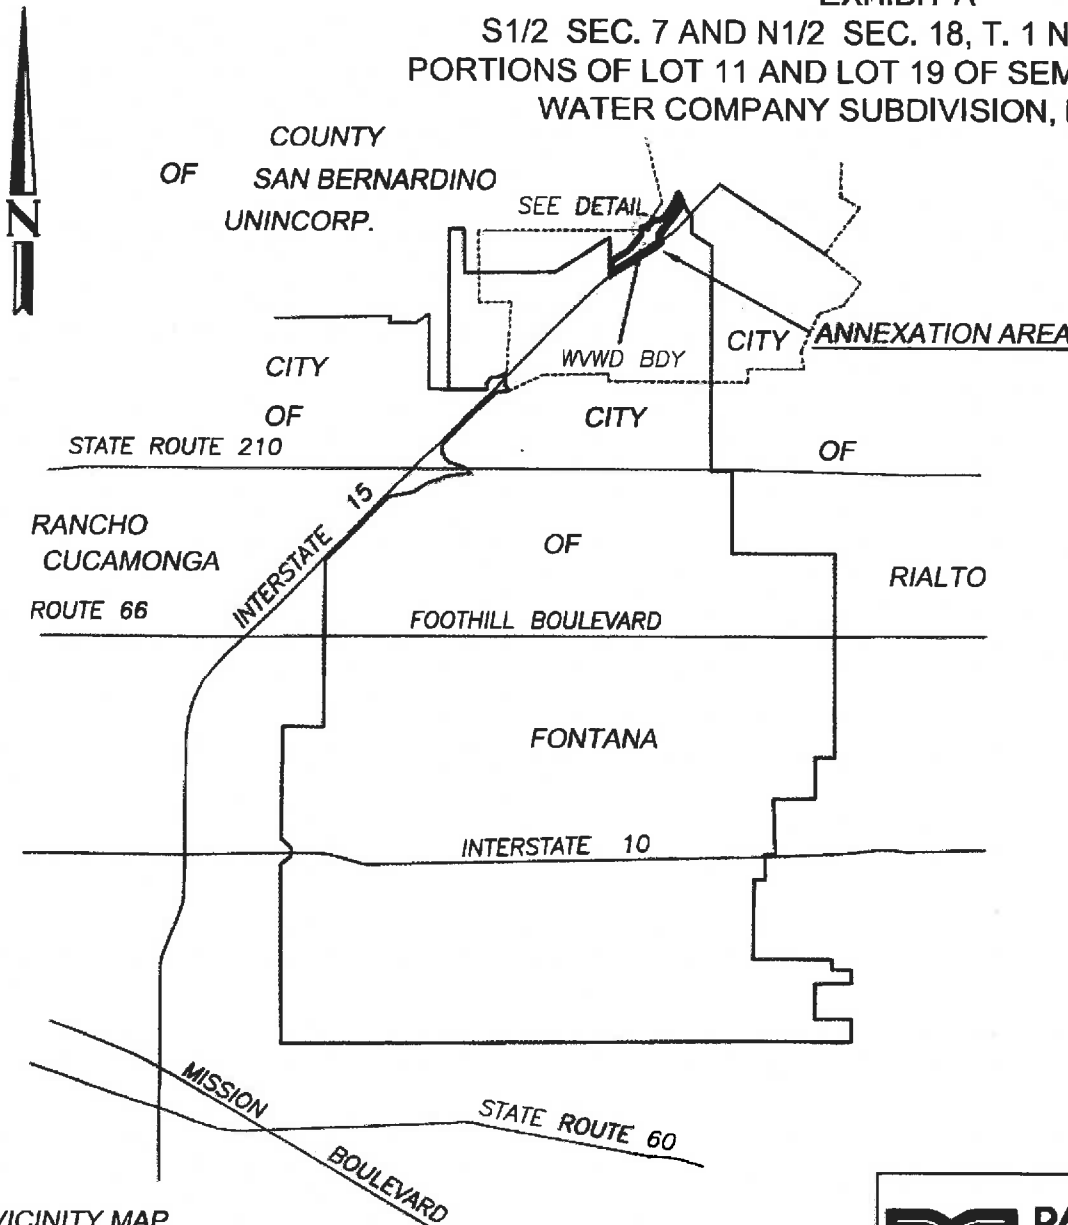 EXHIBIT A
S1/2 SEC. 7 AND N1/2 SEC. 18, T. 1 N
PORTIONS OF LOT 11 AND LOT 19 OF SEM
WATER COMPANY SUBDIVISION,
COUNTY
OF SAN BERNARDINO
UNINCORP.
N
SEE DETAIL
CITY
OF
WVWD BDY
CITY
ANNEXATION AREA
CITY
OF
STATE ROUTE 210
RANCHO
CUCAMONGA
INTERSTATE 15
OF
RIALTO
ROUTE 66
FOOTHILL BOULEVARD
FONTANA
INTERSTATE 10
MISSION
BOULEVARD
STATE ROUTE 60
VICINITY MAP